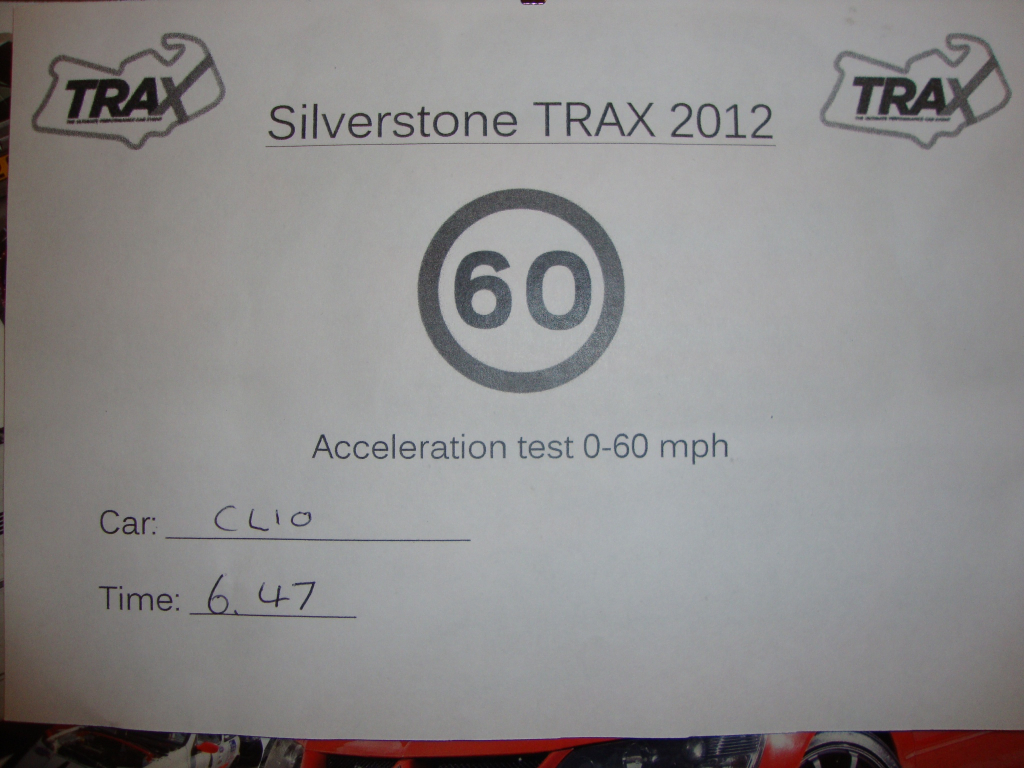 TRAX
TRAX
Silverstone TRAX 2012
60
Acceleration test 0-60 mph
Car: CLIO
Time: 6.47